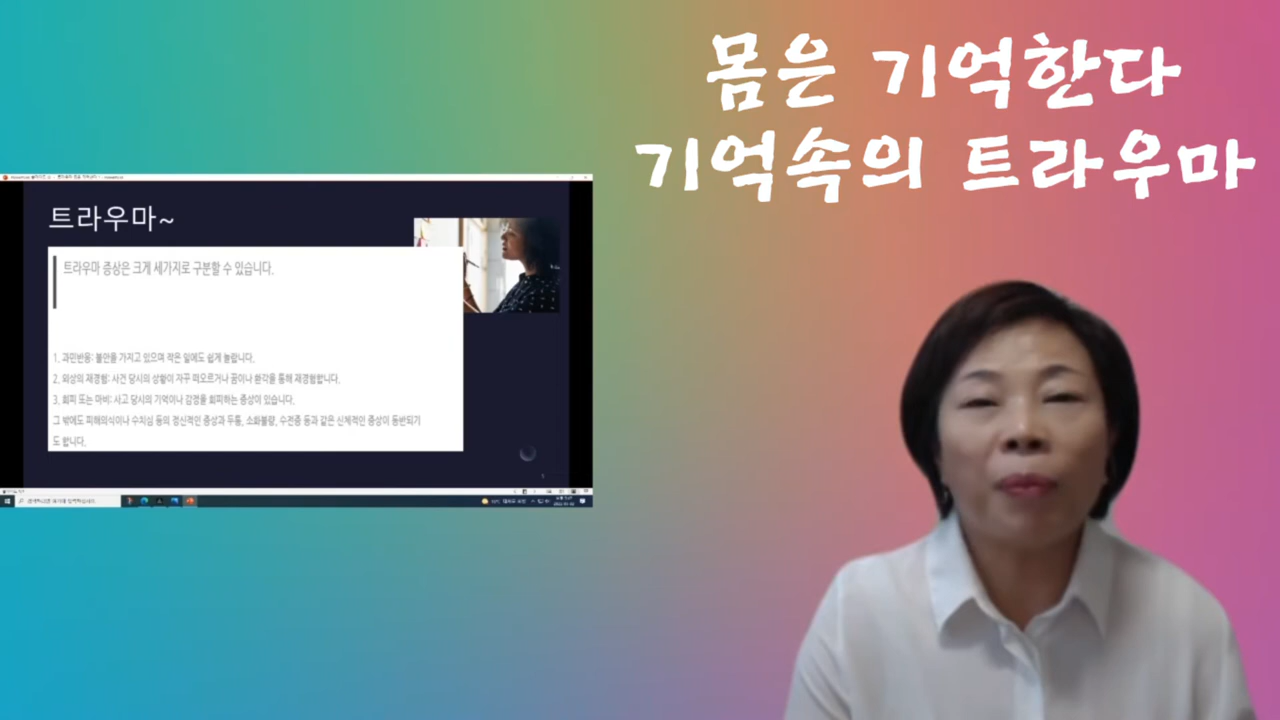 몸은 기억한다
기억속의 트라우마
트라우마~
트라우마 증상은 크게 세가지로 구분할 수 있습니다.
1. 과민반응: 불안을 가지고 있으며 작은 일에도 쉽게 놀랍니다.
2. 외상의 재경험: 사건 당시의 상황이 자꾸 떠오르거나 꿈이나 환각을 통해 재경험합니다.
3. 회피 또는 마비: 사고 당시의 기억이나 감정을 회피하는 증상이 있습니다.
그 밖에도 피해의식이나 수치심 등의 정신적인 증상과 두통, 소화불량, 수전증 등과 같은 신체적인 증상이 동반되기
도 합니다.